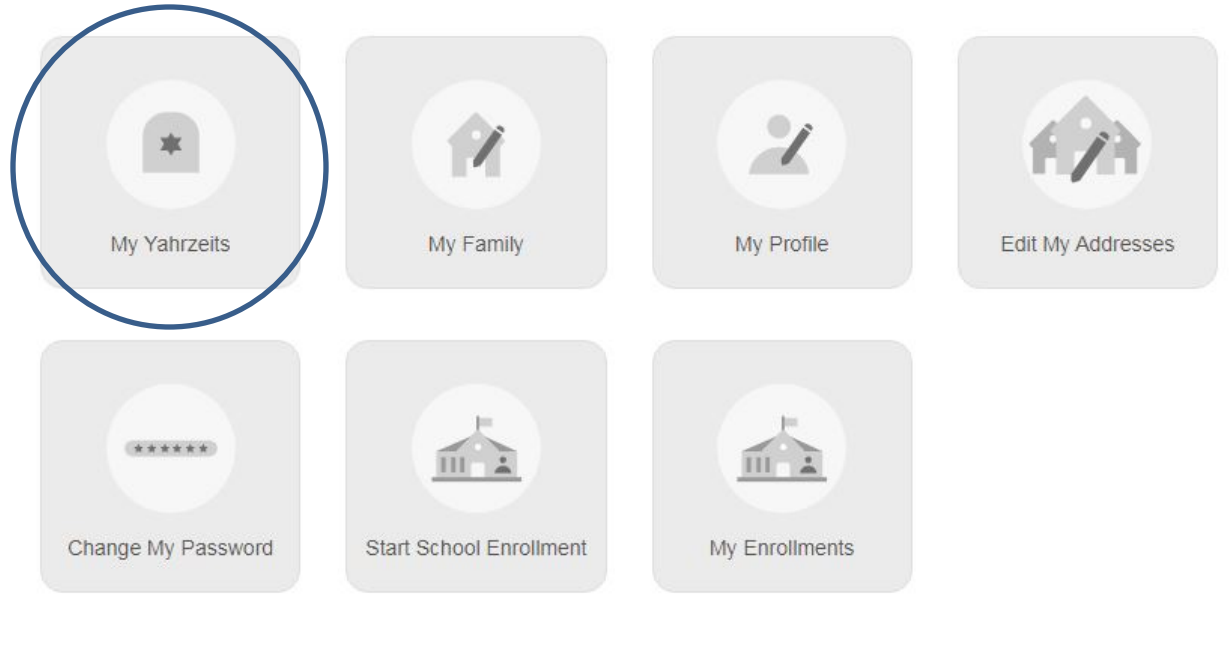 My Yahrzeits
My Family
My Profile
Edit My Addresses
Change My Password
Start School Enrollment
My Enrollments